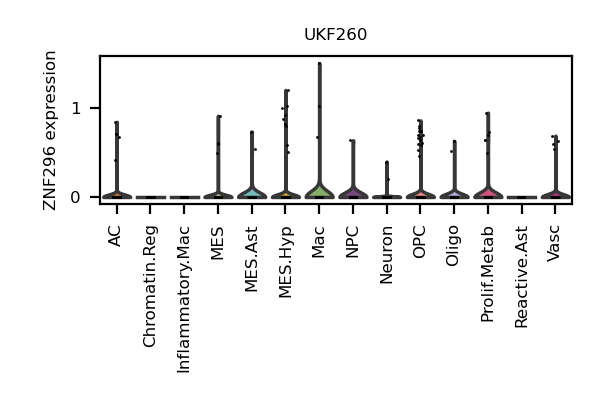 UKF260
ZNF296 expression
1
0
AC
Chromatin.Reg
Inflammatory.Mac
MES
MES.Ast
MES.Hyp
Mac
NPC
Neuron
OPC
Oligo
Prolif.Metab
Reactive.Ast
Vasc